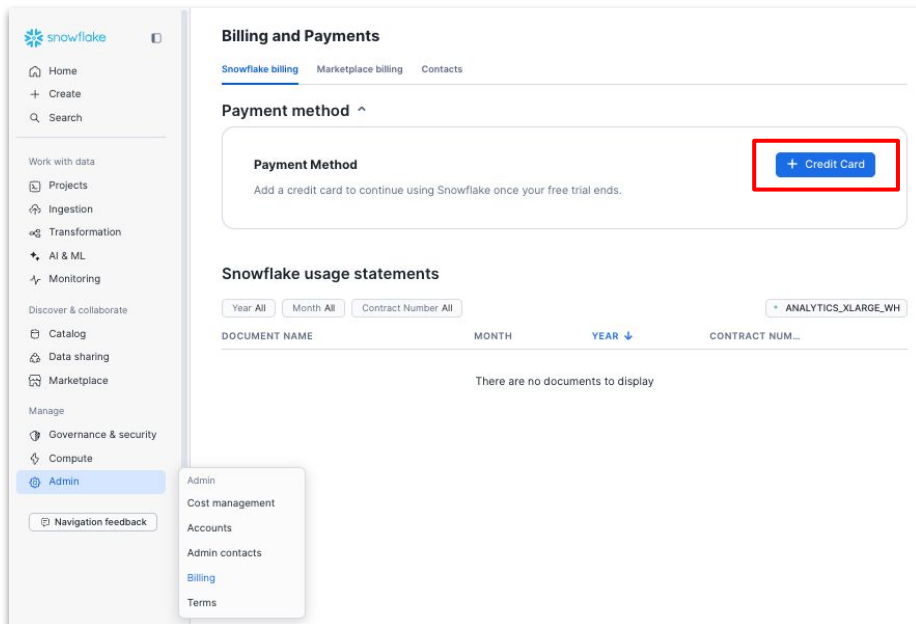 snowflake
Home
Create
Search
Work with data
Projects
Ingestion
Transformation
AI & ML
Monitoring
Discover & collaborate
Catalog
Data sharing
Marketplace
Manage
Governance & security
Compute
Admin
Navigation feedback
Admin
Cost management
Accounts
Admin contacts
Billing
Terms
Billing and Payments
Snowflake billing Marketplace billing Contacts
Payment method
Payment Method
+ Credit Card
Add a credit card to continue using Snowflake once your free trial ends.
Snowflake usage statements
Year All Month All Contract Number All ANALYTICS_XLARGE_WH
DOCUMENT NAME MONTH YEAR CONTRACT NUM...
There are no documents to display